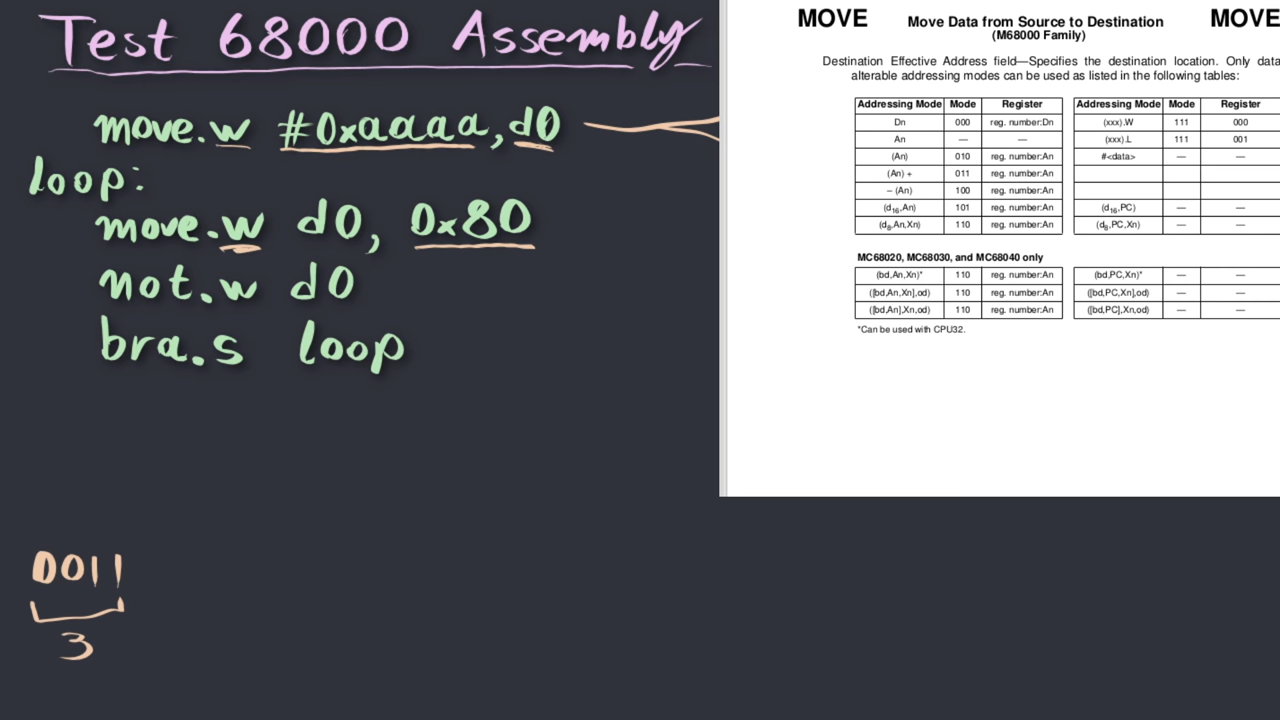 Test 68000 Assembly
move.w #0xaaaa, d0
loop:
move.w d0, 0x80
not.w d0
bra.s loop
0011
3
MOVE Move Data from Source to Destination MOVE
(M68000 Family)
Destination Effective Address field—Specifies the destination location. Only data
alterable addressing modes can be used as listed in the following tables:
Addressing Mode Mode Register Addressing Mode Mode Register
Dn 000 reg. number:Dn (xxx).W 111 000
An — — (xxx).L 111 001
(An) 010 reg. number:An #<data> — —
(An) + 011 reg. number:An
– (An) 100 reg. number:An
(d16,An) 101 reg. number:An (d16,PC) — —
(d8,An,Xn) 110 reg. number:An (d8,PC,Xn) — —
MC68020, MC68030, and MC68040 only
(bd,An,Xn)* 110 reg. number:An (bd,PC,Xn)* — —
([bd,An,Xn],od) 110 reg. number:An ([bd,PC,Xn],od) — —
([bd,An],Xn,od) 110 reg. number:An ([bd,PC],Xn,od) — —
*Can be used with CPU32.